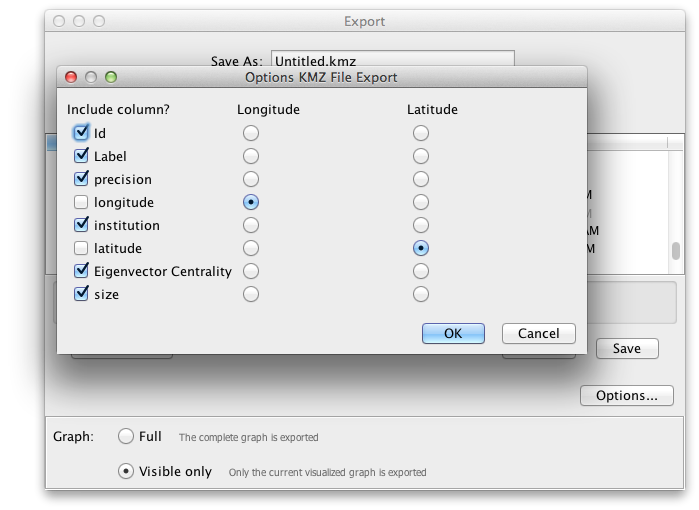 Export
Save As: Untitled.kmz
Options KMZ File Export
Include column? Longitude Latitude
Id
Label
precision
longitude
M
institution
AM
latitude
M
Eigenvector Centrality
size
OK Cancel
Save
Options...
Graph: Full The complete graph is exported
Visible only Only the current visualized graph is exported